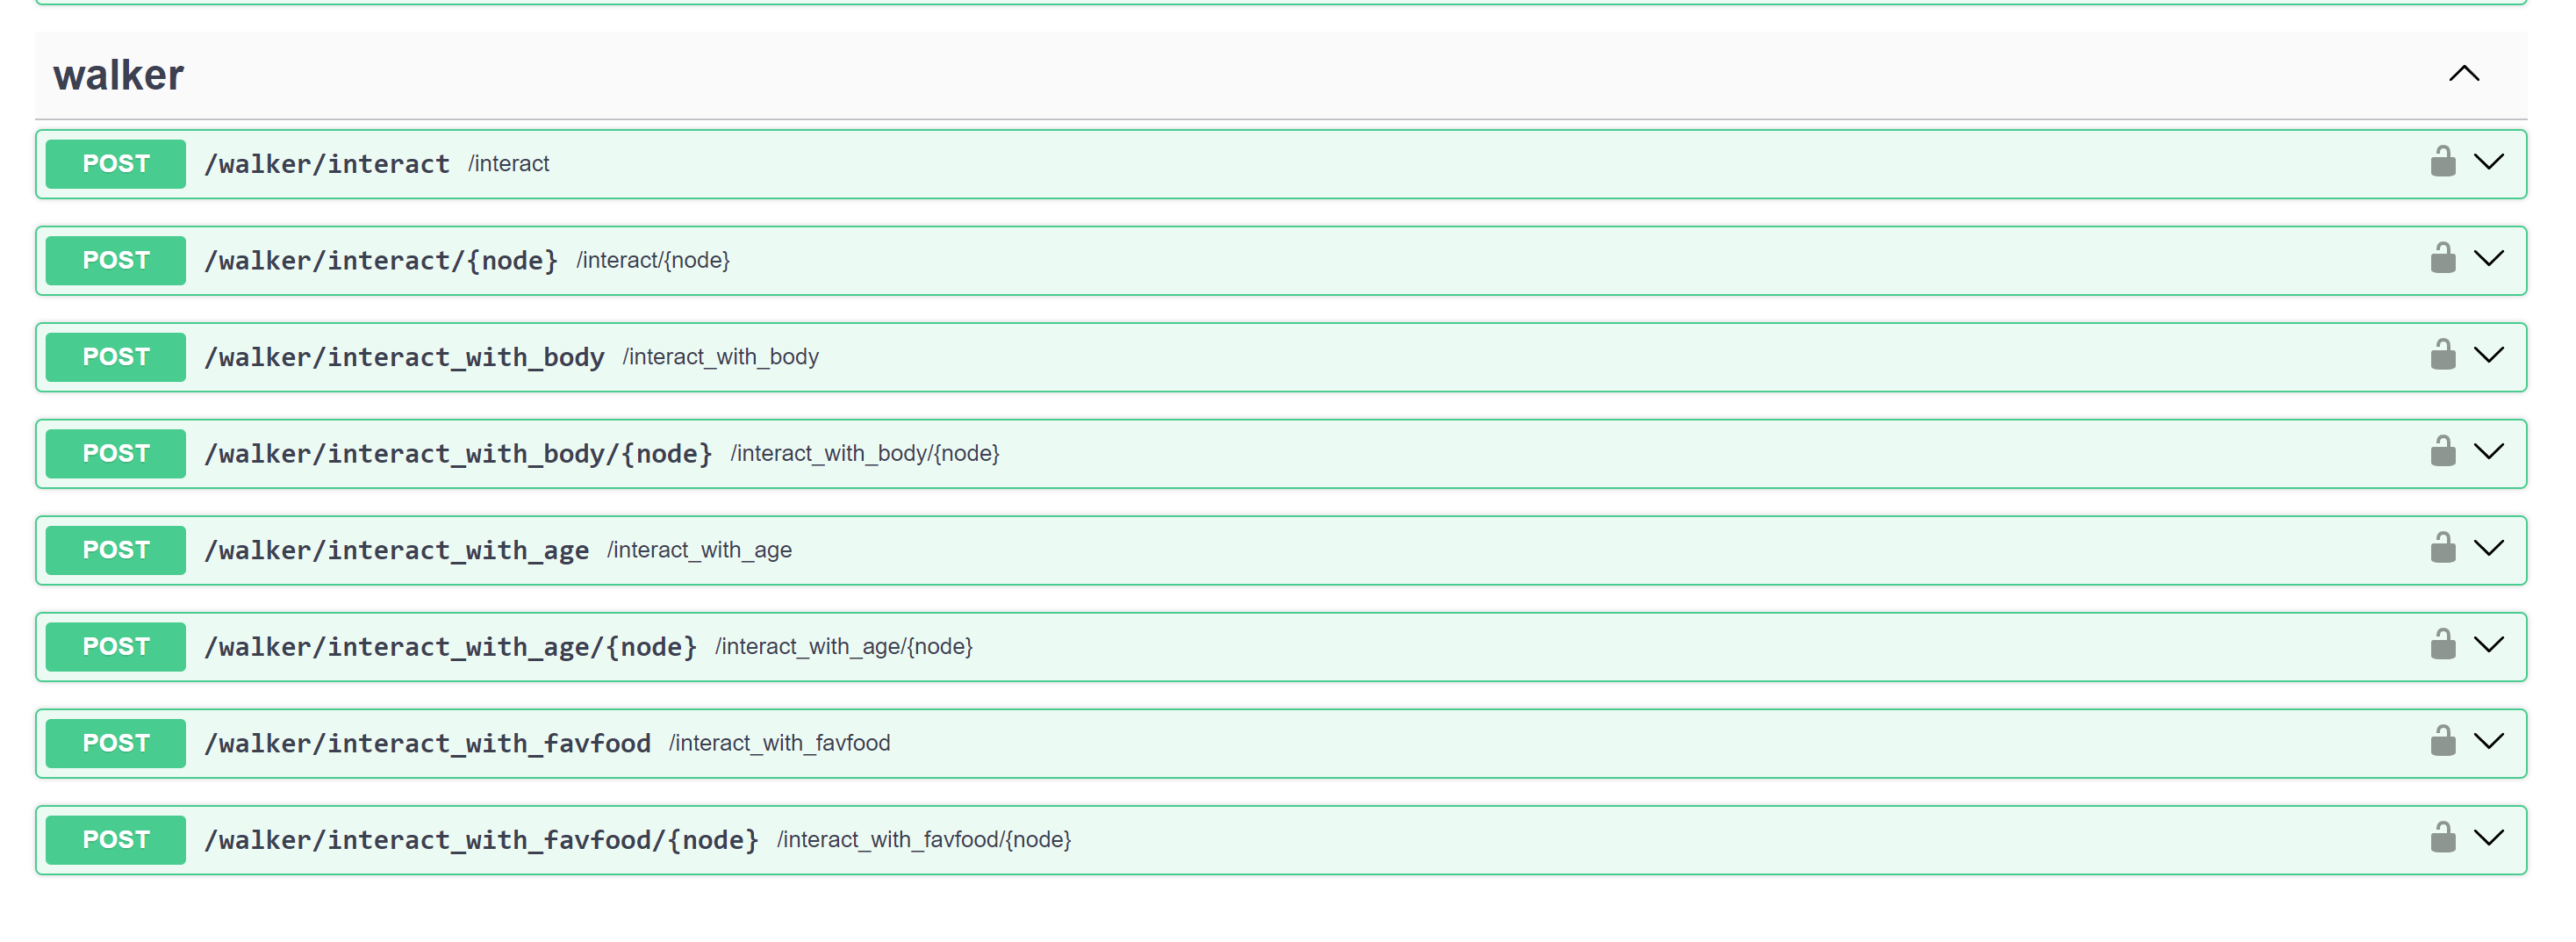 walker
POST /walker/interact /interact
POST /walker/interact/{node} /interact/{node}
POST /walker/interact_with_body /interact_with_body
POST /walker/interact_with_body/{node} /interact_with_body/{node}
POST /walker/interact_with_age /interact_with_age
POST /walker/interact_with_age/{node} /interact_with_age/{node}
POST /walker/interact_with_favfood /interact_with_favfood
POST /walker/interact_with_favfood/{node} /interact_with_favfood/{node}